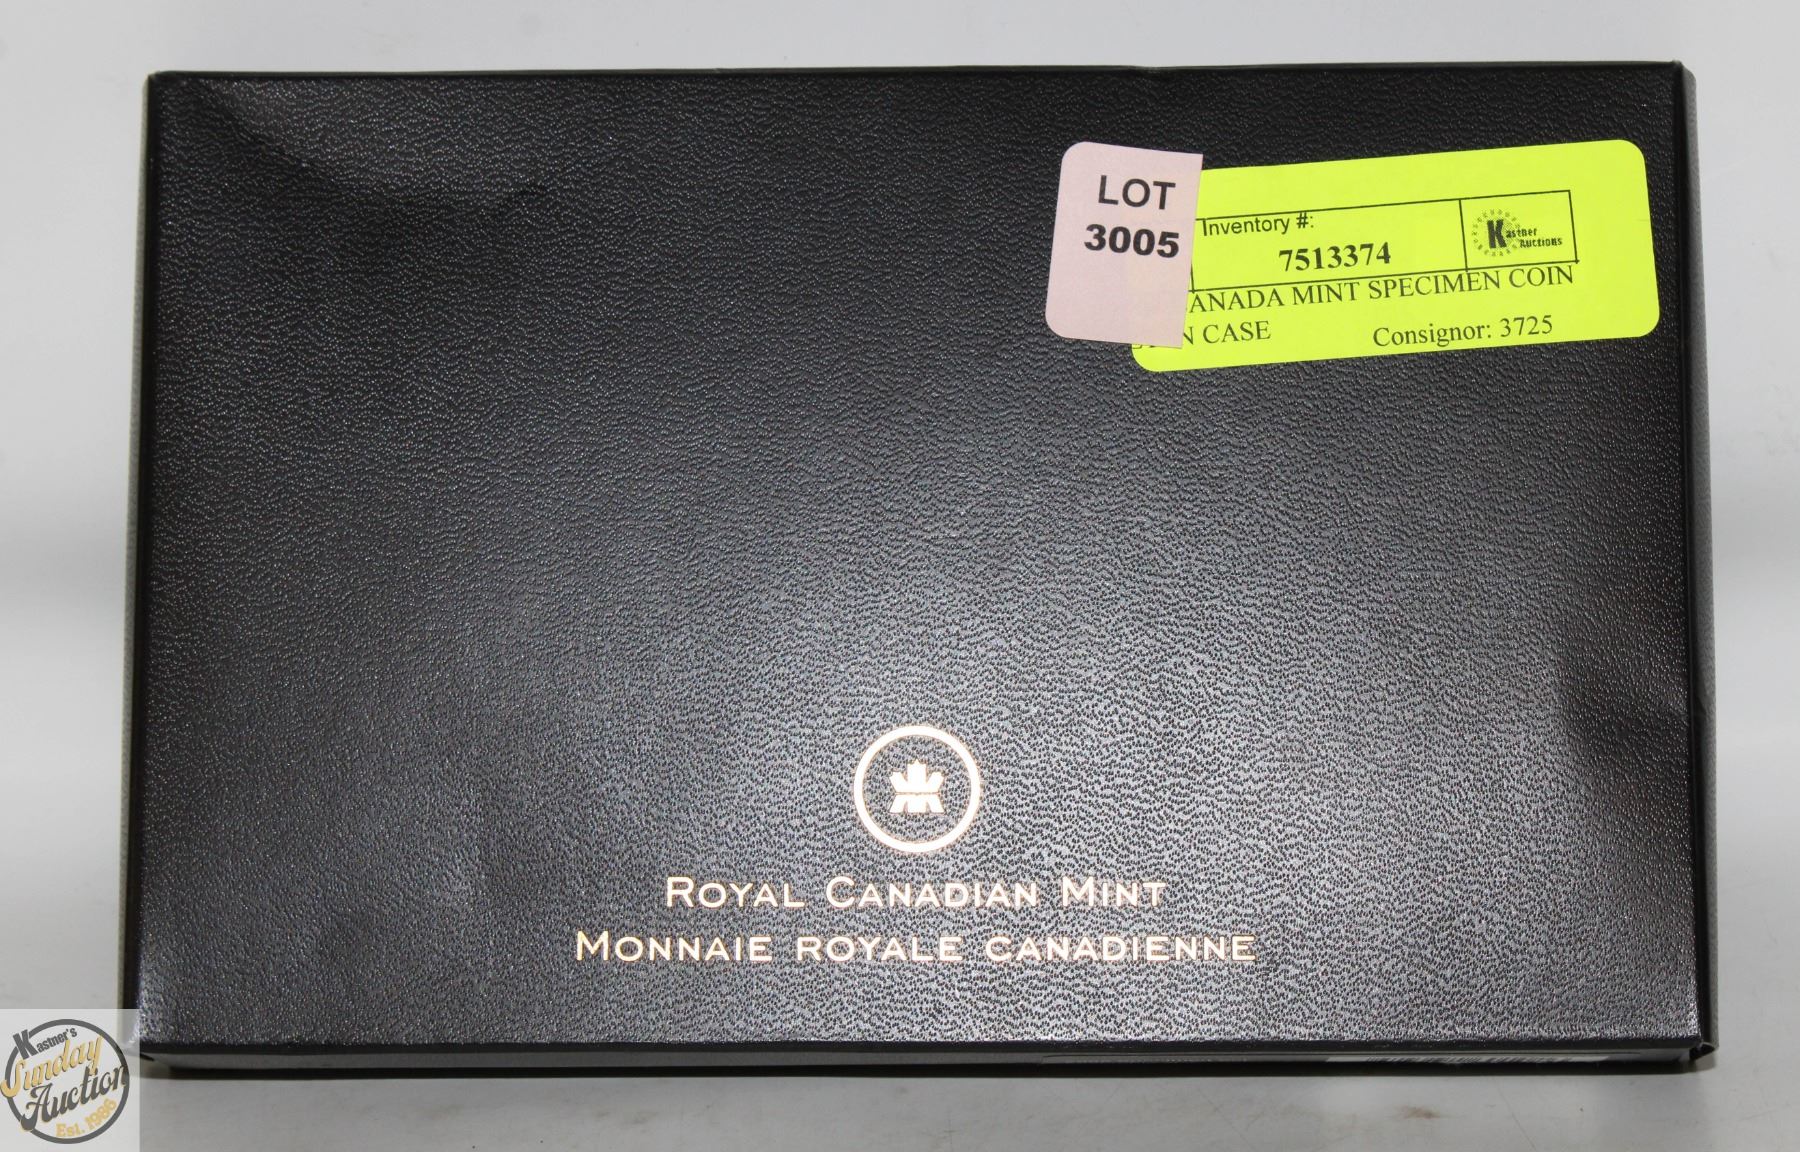 LOT
3005
Inventory #:
7513374
Kastner
Auctions
ANADA MINT SPECIMEN COIN
N CASE
Consignor: 3725
ROYAL CANADIAN MINT
MONNAIE ROYALE CANADIENNE
Kastner's
Sunday
Auction
Est. 1986